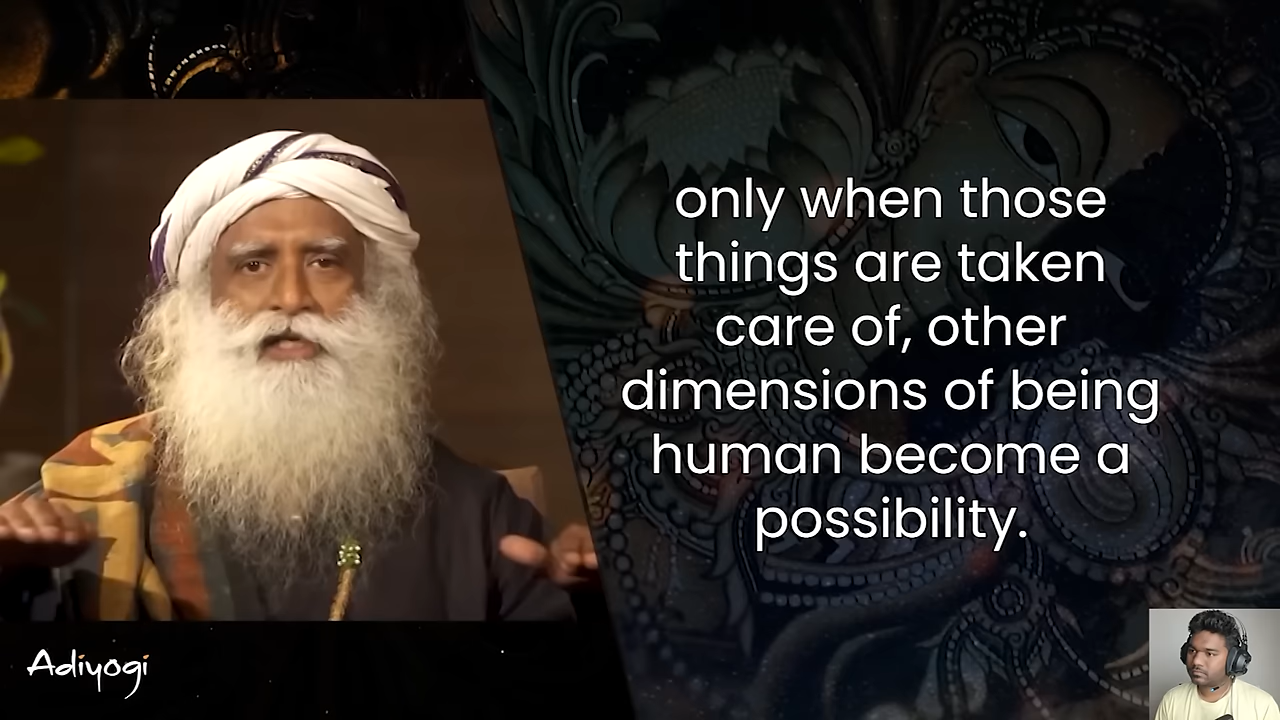 only when those
things are taken
care of, other
dimensions of being
human become a
possibility.
Adiyogi